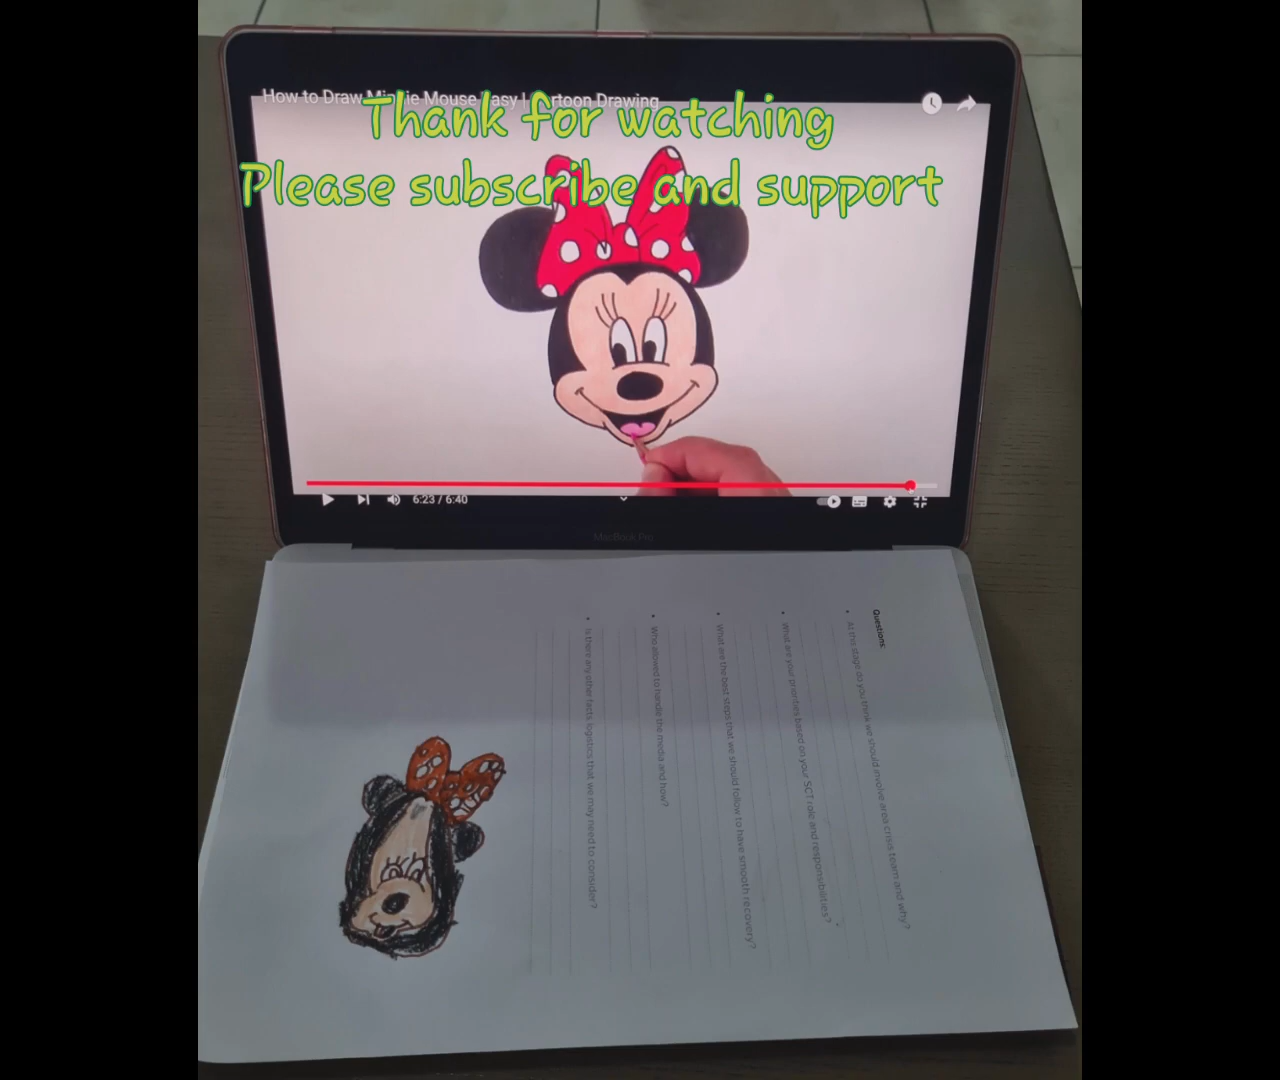 How to Draw Minnie Mouse Easy | Cartoon Drawing
Thank for watching
Please subscribe and support
6:23 / 6:40
MacBook Pro
Questions:
• At this stage do you think we should involve area crisis team and why?
• What are your priorities based on your SCT role and responsibilities?
• What are the best steps that we should follow to have smooth recovery?
• Who allowed to handle the media and how?
• Is there any other facts logistics that we may need to consider?